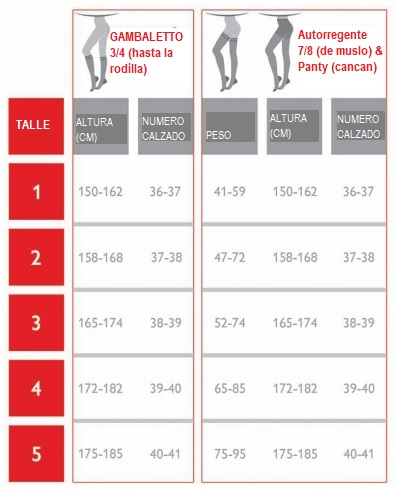 GAMBALETTO
3/4 (hasta la
rodilla)
Autorregente
7/8 (de muslo) &
Panty (cancan)
TALLE
ALTURA
(CM)
NUMERO
CALZADO
PESO
ALTURA
(CM)
NUMERO
CALZADO
1 150-162 36-37 41-59 150-162 36-37
2 158-168 37-38 47-72 158-168 37-38
3 165-174 38-39 52-74 165-174 38-39
4 172-182 39-40 65-85 172-182 39-40
5 175-185 40-41 75-95 175-185 40-41